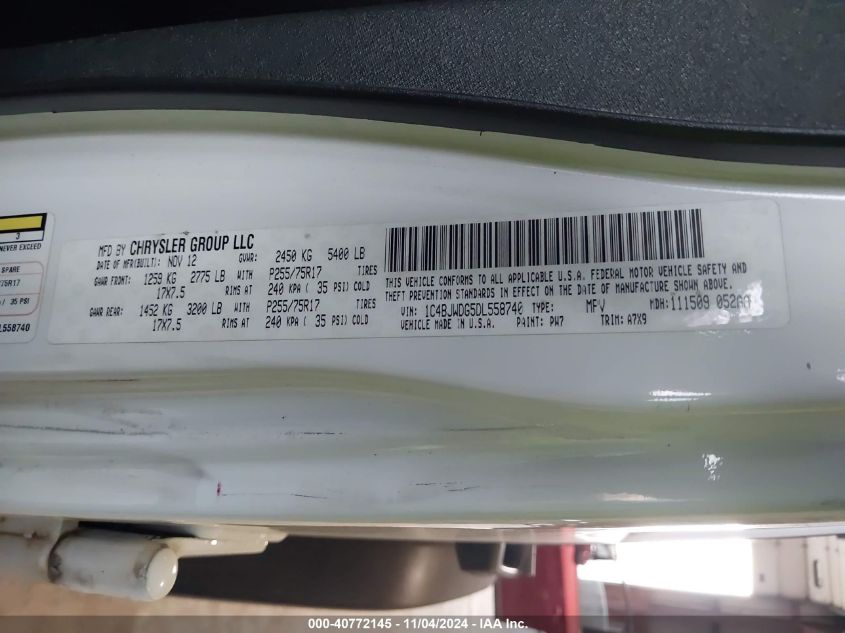 3
NEVER EXCEED
SPARE
/75R17
/ 35 PSI
L558740
MFD BY CHRYSLER GROUP LLC
DATE OF MFR(BUILT): NOV 12 GVWR: 2450 KG 5400 LB
GAWR FRONT: 1259 KG 2775 LB WITH P255/75R17 TIRES
17X7.5 RIMS AT 240 KPA ( 35 PSI) COLD
GAWR REAR: 1452 KG 3200 LB WITH P255/75R17 TIRES
17X7.5 RIMS AT 240 KPA ( 35 PSI) COLD
THIS VEHICLE CONFORMS TO ALL APPLICABLE U.S.A. FEDERAL MOTOR VEHICLE SAFETY AND
THEFT PREVENTION STANDARDS IN EFFECT ON THE DATE OF MANUFACTURE SHOWN ABOVE.
VIN: 1C4BJWDG5DL558740 TYPE: MPV MDH: 111509 052AA
VEHICLE MADE IN U.S.A. PAINT: PW7 TRIM: A7X9
000-40772145 - 11/04/2024 - IAA Inc.